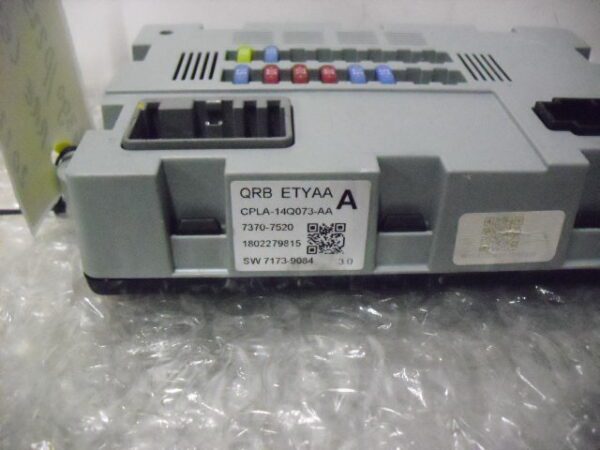 QRB ETYAA A
CPLA-14Q073-AA
7370-7520
1802279815
SW 7173-9084 3.0